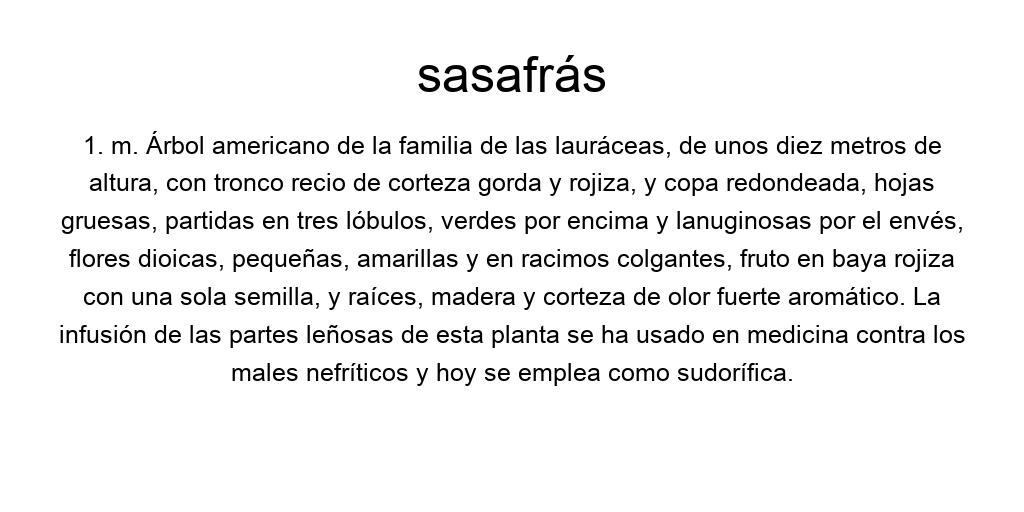 sasafrás
1. m. Árbol americano de la familia de las lauráceas, de unos diez metros de
altura, con tronco recio de corteza gorda y rojiza, y copa redondeada, hojas
gruesas, partidas en tres lóbulos, verdes por encima y lanuginosas por el envés,
flores dioicas, pequeñas, amarillas y en racimos colgantes, fruto en baya rojiza
con una sola semilla, y raíces, madera y corteza de olor fuerte aromático. La
infusión de las partes leñosas de esta planta se ha usado en medicina contra los
males nefríticos y hoy se emplea como sudorífica.